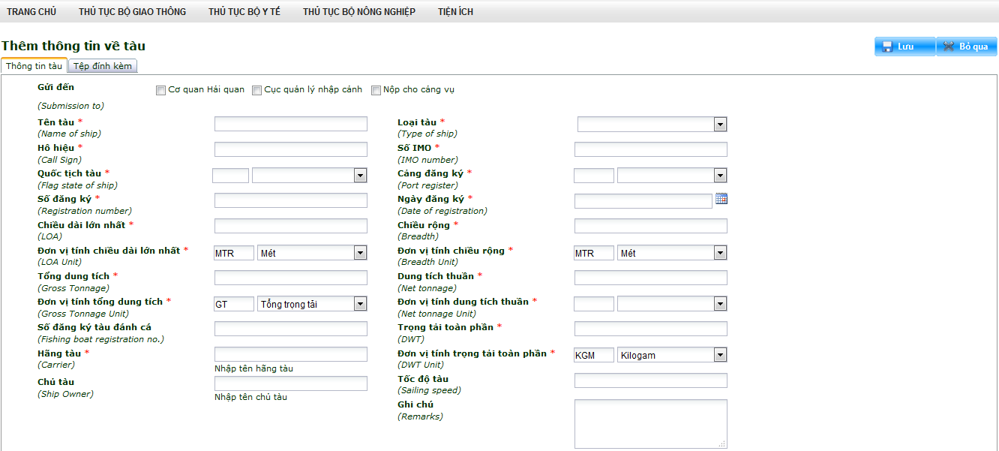 TRANG CHỦ THỦ TỤC BỘ GIAO THÔNG THỦ TỤC BỘ Y TẾ THỦ TỤC BỘ NÔNG NGHIỆP TIỆN ÍCH
Thêm thông tin về tàu
Lưu Bỏ qua
Thông tin tàu Tệp đính kèm
Gửi đến
Cơ quan Hải quan Cục quản lý nhập cảnh Nộp cho cảng vụ
(Submission to)
Tên tàu * Loại tàu *
(Name of ship) (Type of ship)
Hô hiệu * Số IMO *
(Call Sign) (IMO number)
Quốc tịch tàu * Cảng đăng ký *
(Flag state of ship) (Port register)
Số đăng ký * Ngày đăng ký *
(Registration number) (Date of registration)
Chiều dài lớn nhất * Chiều rộng *
(LOA) (Breadth)
Đơn vị tính chiều dài lớn nhất * MTR Mét Đơn vị tính chiều rộng * MTR Mét
(LOA Unit) (Breadth Unit)
Tổng dung tích * Dung tích thuần *
(Gross Tonnage) (Net tonnage)
Đơn vị tính tổng dung tích * GT Tổng trọng tải Đơn vị tính dung tích thuần *
(Gross Tonnage Unit) (Net tonnage Unit)
Số đăng ký tàu đánh cá Trọng tải toàn phần *
(Fishing boat registration no.) (DWT)
Hãng tàu * Đơn vị tính trọng tải toàn phần * KGM Kilogam
(Carrier) (DWT Unit)
Nhập tên hãng tàu
Chủ tàu Tốc độ tàu
(Ship Owner) (Sailing speed)
Nhập tên chủ tàu
Ghi chú
(Remarks)